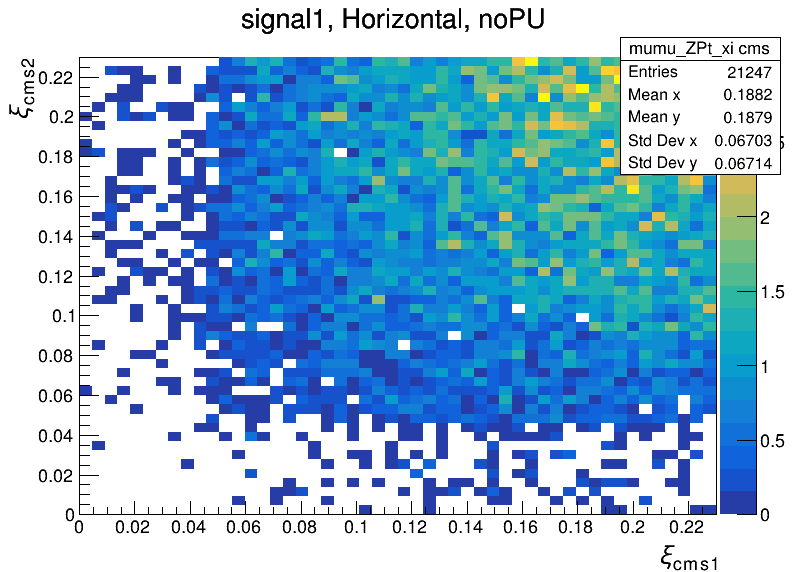 signal1, Horizontal, noPU
mumu_ZPt_xi cms
Entries 21247
Mean x 0.1882
Mean y 0.1879
Std Dev x 0.06703
Std Dev y 0.06714
ξcms2
0.22
0.2
0.18
0.16
0.14
0.12
0.1
0.08
0.06
0.04
0.02
0
0 0.02 0.04 0.06 0.08 0.1 0.12 0.14 0.16 0.18 0.2 0.22
ξcms1
2
1.5
1
0.5
0